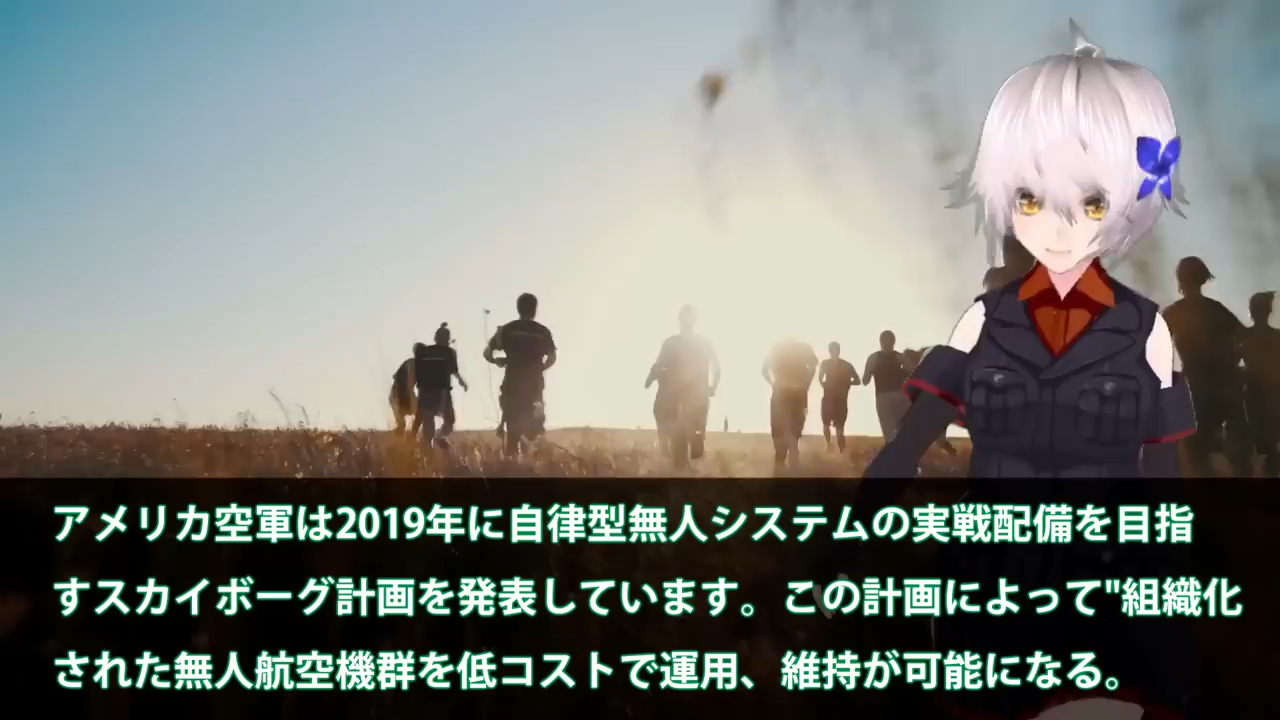 アメリカ空軍は2019年に自律型無人システムの実戦配備を目指
すスカイボーグ計画を発表しています。この計画によって"組織化
された無人航空機群を低コストで運用、維持が可能になる。